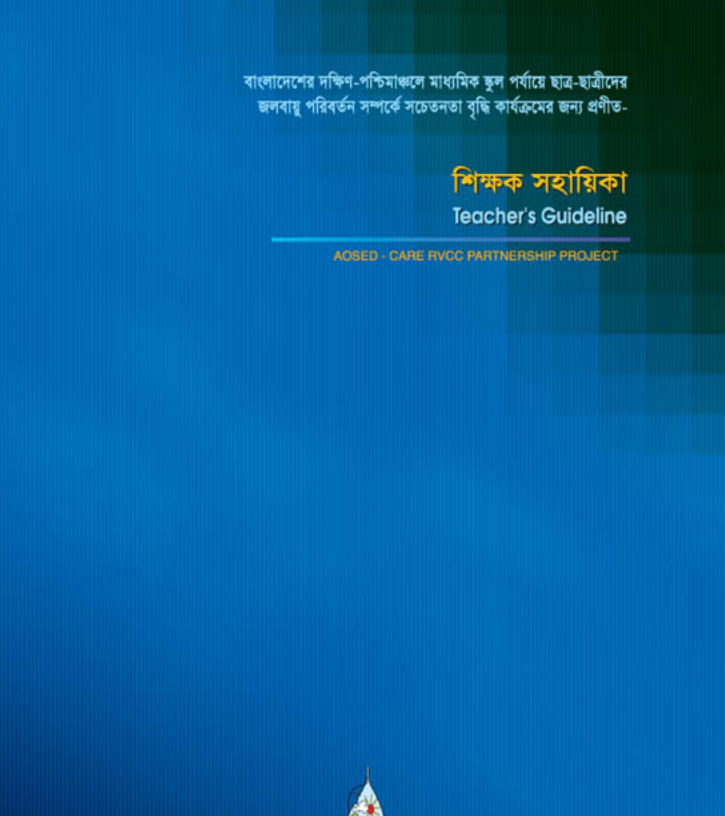 বাংলাদেশের দক্ষিণ-পশ্চিমাঞ্চলে মাধ্যমিক স্কুল পর্যায়ে ছাত্র-ছাত্রীদের
জলবায়ু পরিবর্তন সম্পর্কে সচেতনতা বৃদ্ধি কার্যক্রমের জন্য প্রণীত-
শিক্ষক সহায়িকা
Teacher's Guideline
AOSED - CARE RVCC PARTNERSHIP PROJECT